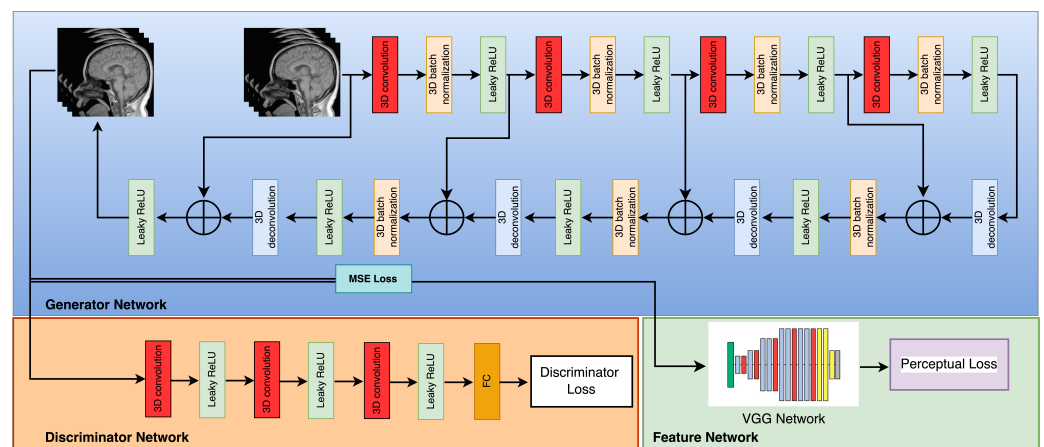 3D convolution
3D batch
normalization
Leaky ReLU
3D convolution
3D batch
normalization
Leaky ReLU
3D convolution
3D batch
normalization
Leaky ReLU
3D convolution
3D batch
normalization
Leaky ReLU
Leaky ReLU
3D
deconvolution
Leaky ReLU
3D batch
normalization
3D
deconvolution
Leaky ReLU
3D batch
normalization
3D
deconvolution
Leaky ReLU
3D batch
normalization
3D
deconvolution
MSE Loss
Generator Network
3D convolution
Leaky ReLU
3D convolution
Leaky ReLU
3D convolution
Leaky ReLU
FC
Discriminator
Loss
Discriminator Network
VGG Network
Perceptual Loss
Feature Network